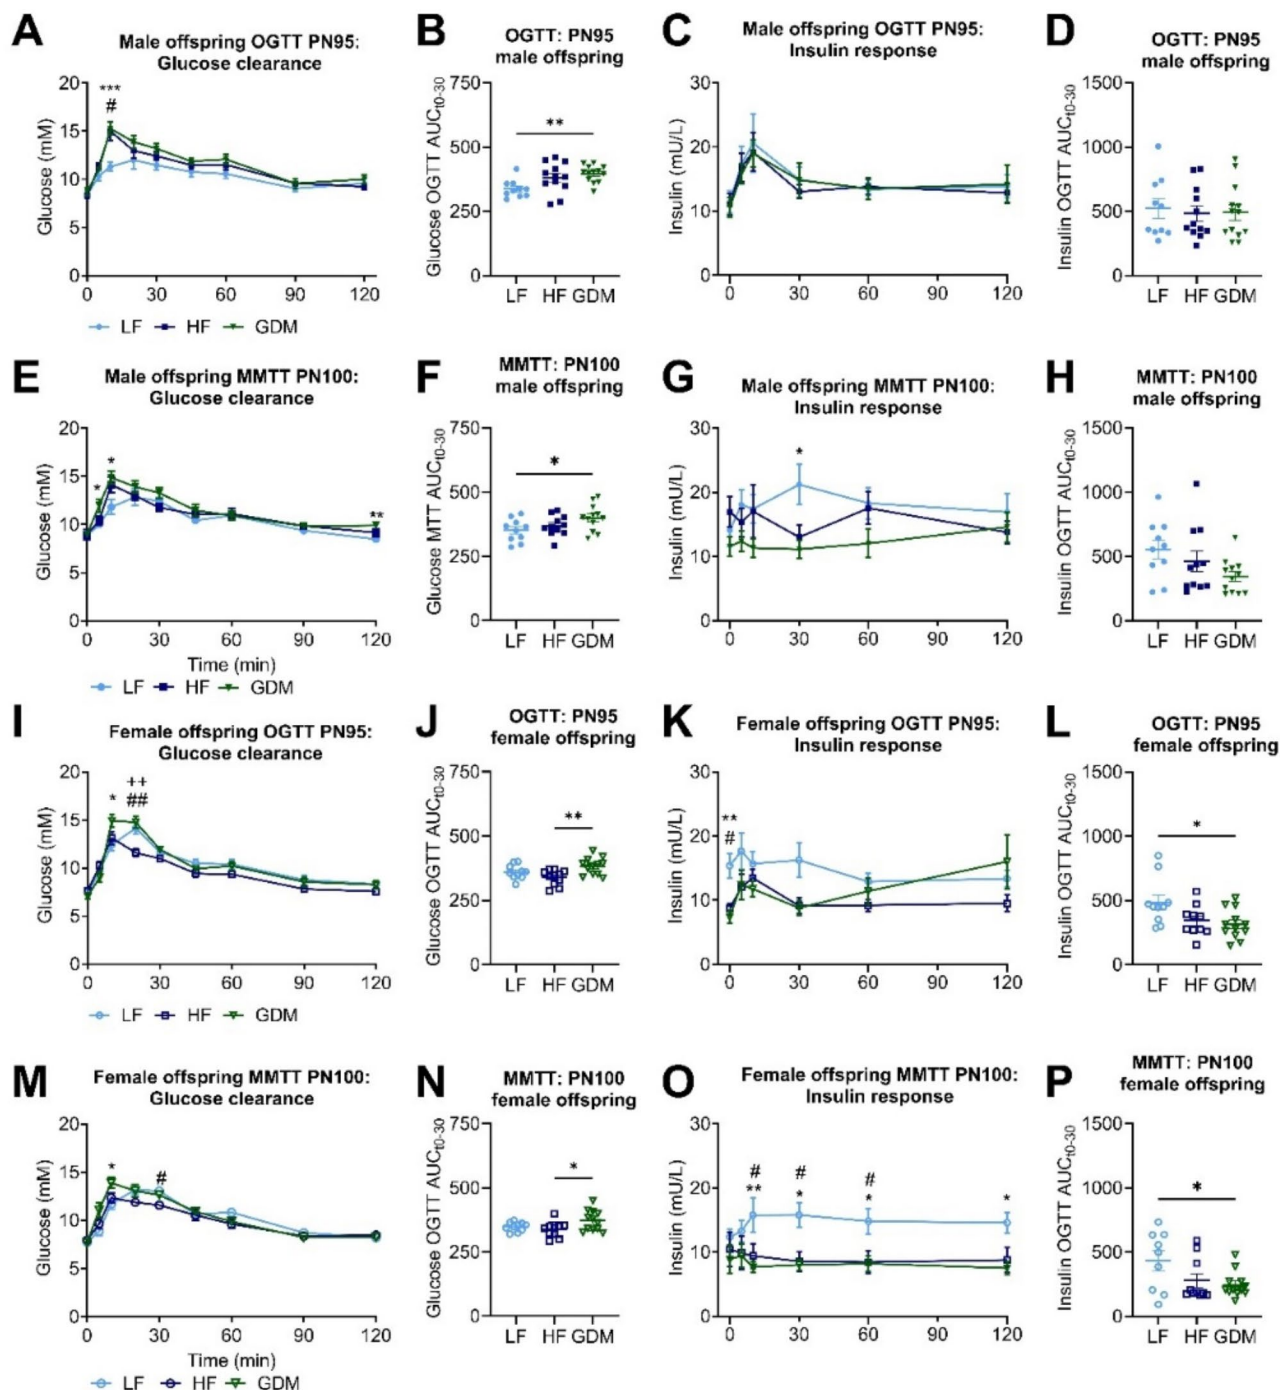 A
Male offspring OGTT PN95:
Glucose clearance
Glucose (mM)
20
15
10
5
0
***
#
0 30 60 90 120
LF HF GDM
B
OGTT: PN95
male offspring
Glucose OGTT AUCt0-30
750
500
250
0
**
LF HF GDM
C
Male offspring OGTT PN95:
Insulin response
Insulin (mU/L)
30
20
10
0
0 30 60 90 120
D
OGTT: PN95
male offspring
Insulin OGTT AUCt0-30
1500
1000
500
0
LF HF GDM
E
Male offspring MMTT PN100:
Glucose clearance
Glucose (mM)
20
15
10
5
0
* * **
0 30 60 90 120
Time (min)
LF HF GDM
F
MMTT: PN100
male offspring
Glucose MTT AUCt0-30
750
500
250
0
*
LF HF GDM
G
Male offspring MMTT PN100:
Insulin response
Insulin (mU/L)
30
20
10
0
*
0 30 60 90 120
H
MMTT: PN100
male offspring
Insulin OGTT AUCt0-30
1500
1000
500
0
LF HF GDM
I
Female offspring OGTT PN95:
Glucose clearance
Glucose (mM)
20
15
10
5
0
++
* ##
0 30 60 90 120
LF HF GDM
J
OGTT: PN95
female offspring
Glucose OGTT AUCt0-30
750
500
250
0
**
LF HF GDM
K
Female offspring OGTT PN95:
Insulin response
Insulin (mU/L)
30
20
10
0
**
#
0 30 60 90 120
L
OGTT: PN95
female offspring
Insulin OGTT AUCt0-30
1500
1000
500
0
*
LF HF GDM
M
Female offspring MMTT PN100:
Glucose clearance
Glucose (mM)
20
15
10
5
0
* #
0 30 60 90 120
Time (min)
LF HF GDM
N
MMTT: PN100
female offspring
Glucose OGTT AUCt0-30
750
500
250
0
*
LF HF GDM
O
Female offspring MMTT PN100:
Insulin response
Insulin (mU/L)
30
20
10
0
# # #
** * * *
0 30 60 90 120
P
MMTT: PN100
female offspring
Insulin OGTT AUCt0-30
1500
1000
500
0
*
LF HF GDM